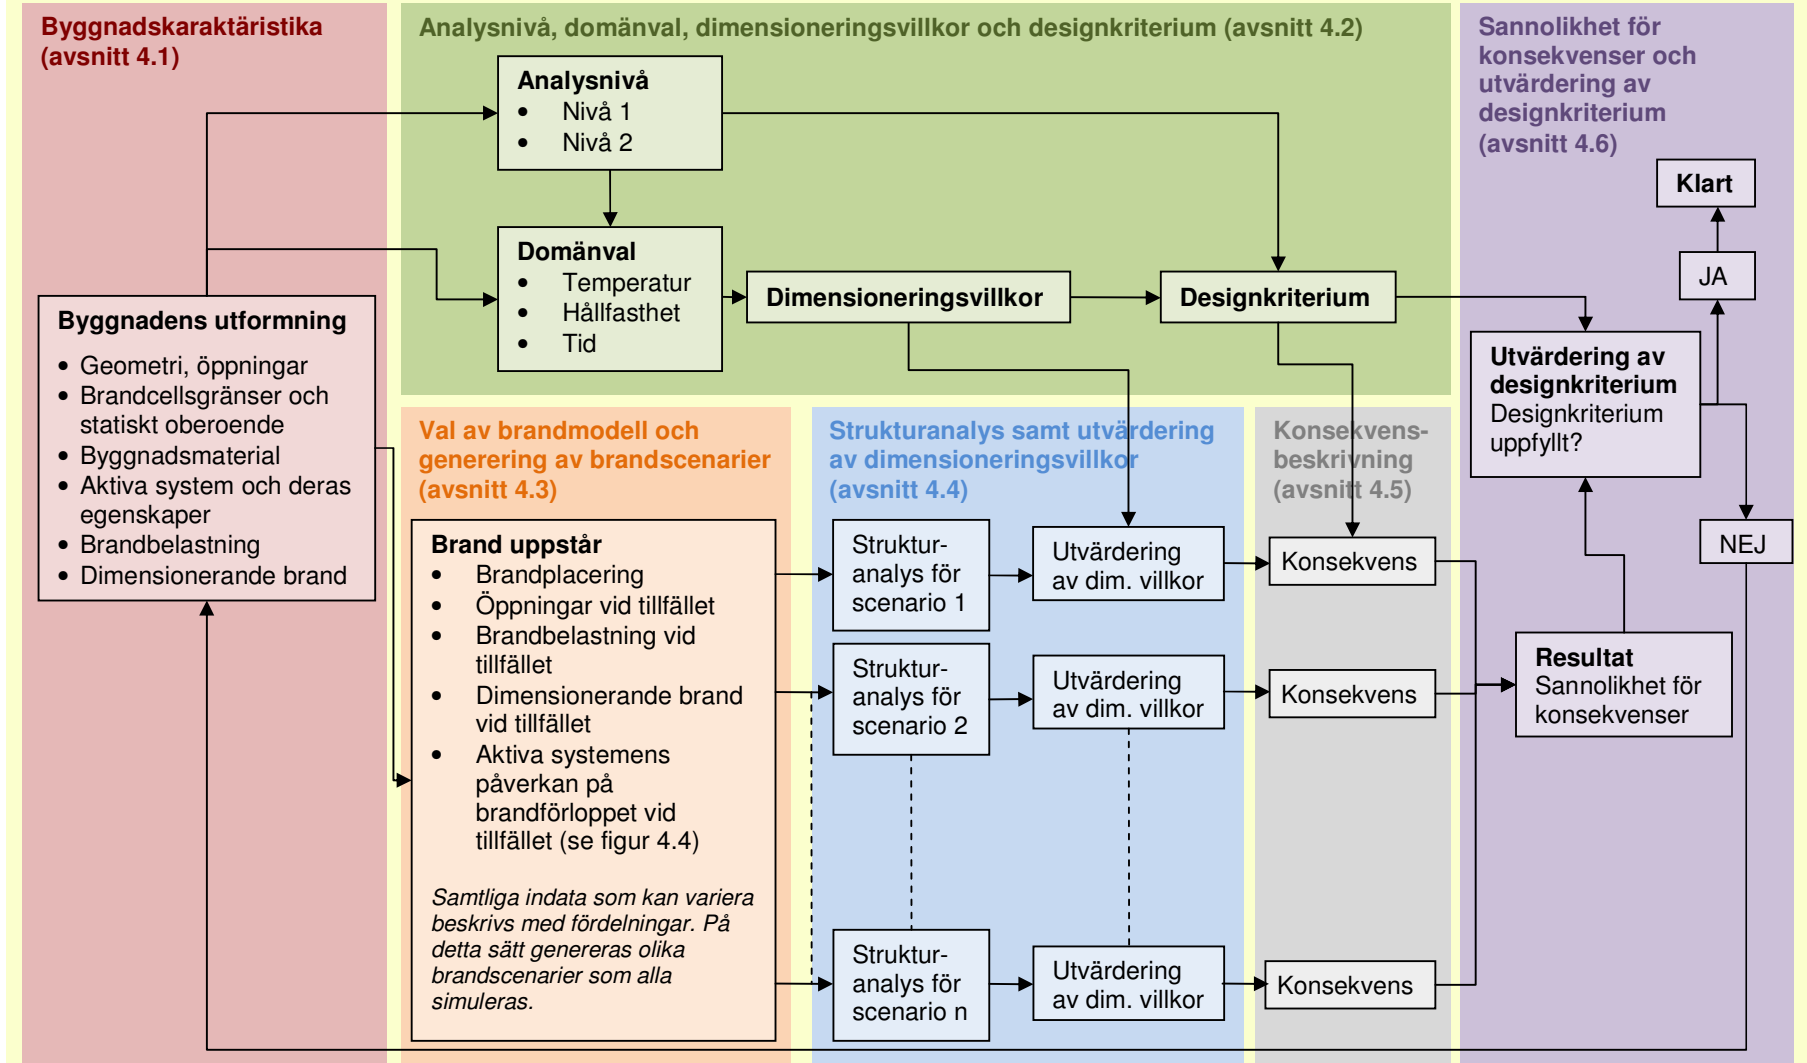 Byggnadskaraktäristika
(avsnitt 4.1)
Byggnadens utformning
• Geometri, öppningar
• Brandcellsgränser och
statiskt oberoende
• Byggnadsmaterial
• Aktiva system och deras
egenskaper
• Brandbelastning
• Dimensionerande brand
Analysnivå, domänval, dimensioneringsvillkor och designkriterium (avsnitt 4.2)
Analysnivå
• Nivå 1
• Nivå 2
Domänval
• Temperatur
• Hållfasthet
• Tid
Dimensioneringsvillkor
Designkriterium
Val av brandmodell och
generering av brandscenarier
(avsnitt 4.3)
Brand uppstår
• Brandplacering
• Öppningar vid tillfället
• Brandbelastning vid
tillfället
• Dimensionerande brand
vid tillfället
• Aktiva systemens
påverkan på
brandförloppet vid
tillfället (se figur 4.4)
Samtliga indata som kan variera
beskrivs med fördelningar. På
detta sätt genereras olika
brandscenarier som alla
simuleras.
Strukturanalys samt utvärdering
av dimensioneringsvillkor
(avsnitt 4.4)
Struktur-
analys för
scenario 1
Utvärdering
av dim. villkor
Struktur-
analys för
scenario 2
Utvärdering
av dim. villkor
Struktur-
analys för
scenario n
Utvärdering
av dim. villkor
Konsekvens-
beskrivning
(avsnitt 4.5)
Konsekvens
Konsekvens
Konsekvens
Sannolikhet för
konsekvenser och
utvärdering av
designkriterium
(avsnitt 4.6)
Klart
JA
Utvärdering av
designkriterium
Designkriterium
uppfyllt?
NEJ
Resultat
Sannolikhet för
konsekvenser